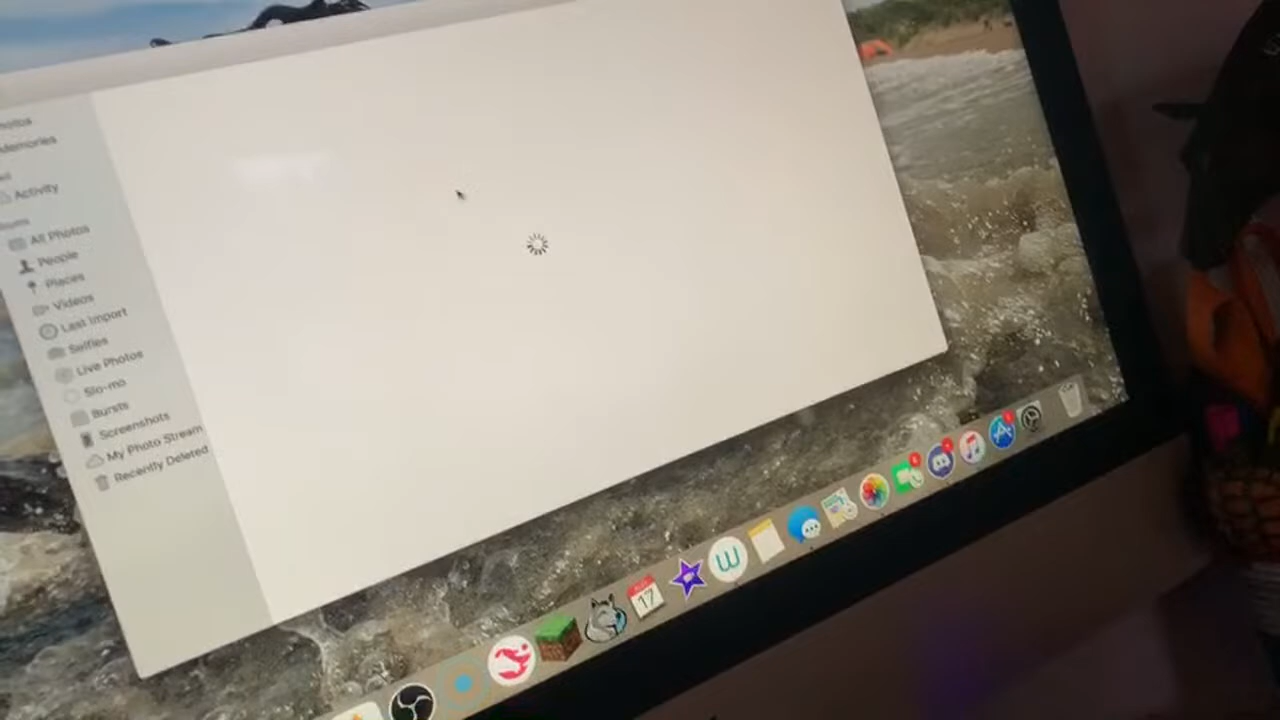 Memories
Activity
All Photos
People
Places
Videos
Last Import
Selfies
Live Photos
Slo-mo
Bursts
Screenshots
My Photo Stream
Recently Deleted
17